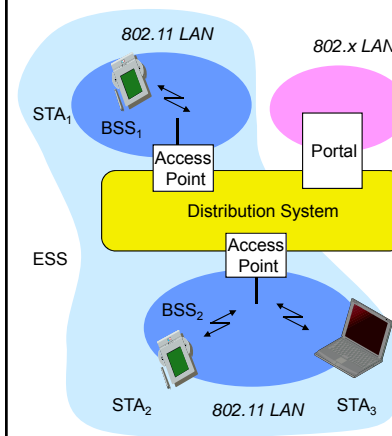 802.11 LAN
802.x LAN
STA₁
BSS₁
Access
Point
Portal
Distribution System
Access
Point
ESS
BSS₂
STA₂
802.11 LAN
STA₃